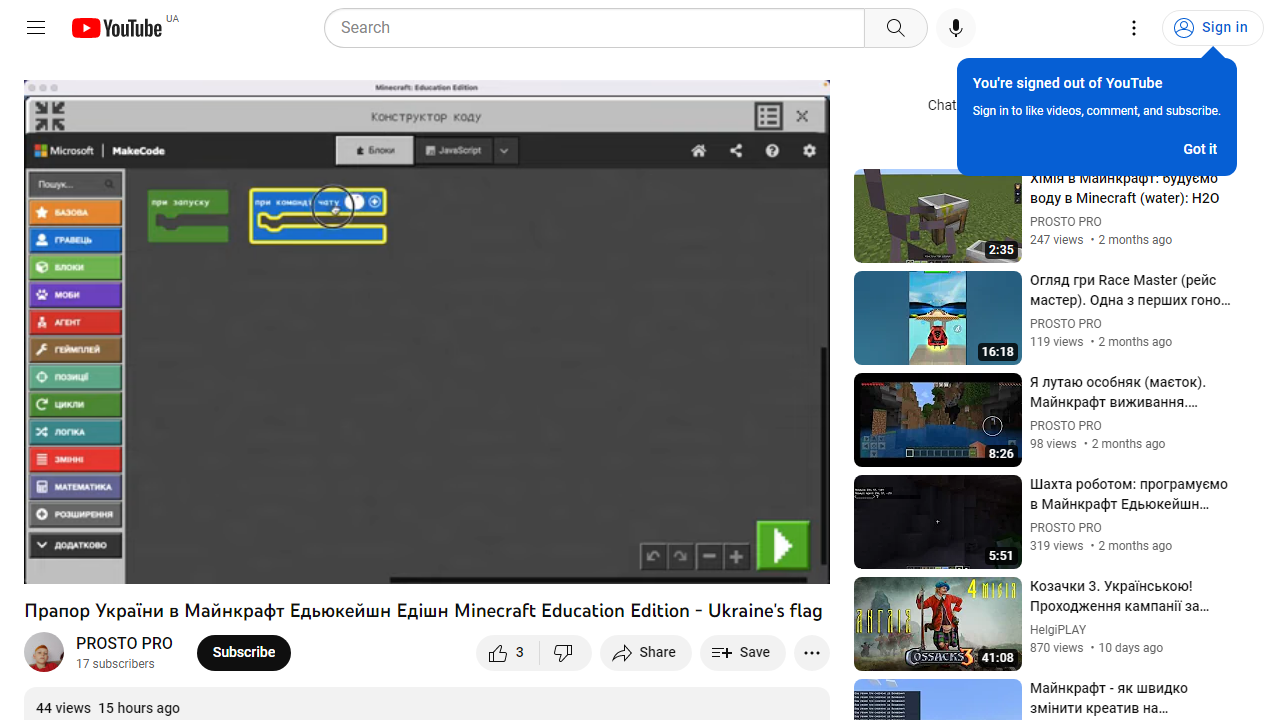 YouTube
UA
Search
Sign in
You're signed out of YouTube
Sign in to like videos, comment, and subscribe.
Got it
Chat
Minecraft: Education Edition
Конструктор коду
Microsoft | MakeCode
Блоки
JavaScript
Пошук...
БАЗОВА
ГРАВЕЦЬ
БЛОКИ
МОБИ
АГЕНТ
ГЕЙМПЛЕЙ
ПОЗИЦІЇ
ЦИКЛИ
ЛОГІКА
ЗМІННІ
МАТЕМАТИКА
РОЗШИРЕННЯ
ДОДАТКОВО
при запуску
при команді чату
Прапор України в Майнкрафт Едьюкейшн Едішн Minecraft Education Edition - Ukraine's flag
PROSTO PRO
17 subscribers
Subscribe
3
Share
Save
44 views 15 hours ago
Хімія в Майнкрафт: будуємо
воду в Minecraft (water): H2O
PROSTO PRO
247 views • 2 months ago
2:35
Огляд гри Race Master (рейс
мастер). Одна з перших гоно...
PROSTO PRO
119 views • 2 months ago
16:18
Я лутаю особняк (маєток).
Майнкрафт виживання....
PROSTO PRO
98 views • 2 months ago
8:26
Шахта роботом: програмуємо
в Майнкрафт Едьюкейшн...
PROSTO PRO
319 views • 2 months ago
5:51
Козачки 3. Українською!
Проходження кампанії за...
HelgiPLAY
870 views • 10 days ago
АНГЛІЯ
4 МІСІЯ
COSSACKS 3
41:08
Майнкрафт - як швидко
змінити креатив на...